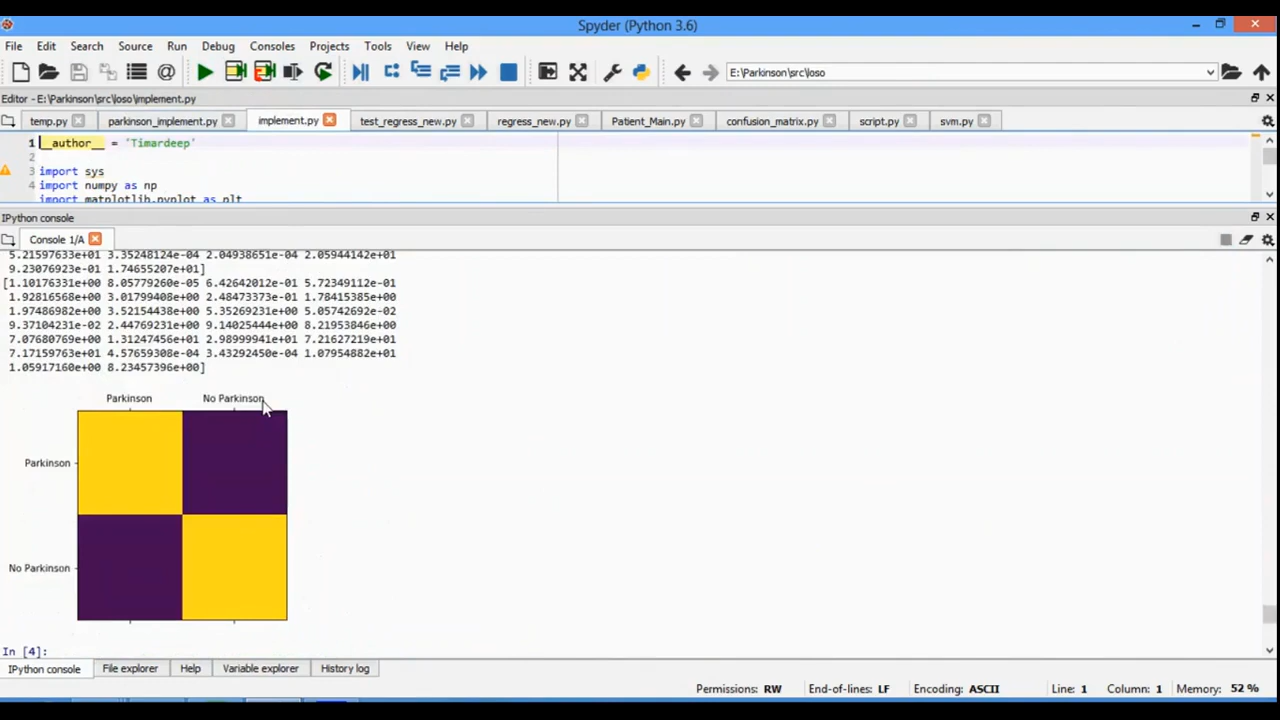 Spyder (Python 3.6)
File Edit Search Source Run Debug Consoles Projects Tools View Help
E:\Parkinson\src\loso
Editor - E:\Parkinson\src\loso\implement.py
temp.py parkinson_implement.py implement.py test_regress_new.py regress_new.py Patient_Main.py confusion_matrix.py script.py svm.py
1 __author__ = 'Timardeep'
2
3 import sys
4 import numpy as np
import matplotlib.pyplot as plt
IPython console
Console 1/A
5.21597633e+01 3.35248124e-04 2.04938651e-04 2.05944142e+01
9.23076923e-01 1.74655207e+01]
[1.10176331e+00 8.05779260e-05 6.42642012e-01 5.72349112e-01
1.92816568e+00 3.01799408e+00 2.48473373e-01 1.78415385e+00
1.97486982e+00 3.52154438e+00 5.35269231e+00 5.05742692e-02
9.37104231e-02 2.44769231e+00 9.14025444e+00 8.21953846e+00
7.07680769e+00 1.31247456e+01 2.98999941e+01 7.21627219e+01
7.17159763e+01 4.57659308e-04 3.43292450e-04 1.07954882e+01
1.05917160e+00 8.23457396e+00]
Parkinson No Parkinson
Parkinson
No Parkinson
In [4]:
IPython console File explorer Help Variable explorer History log
Permissions: RW End-of-lines: LF Encoding: ASCII Line: 1 Column: 1 Memory: 52 %